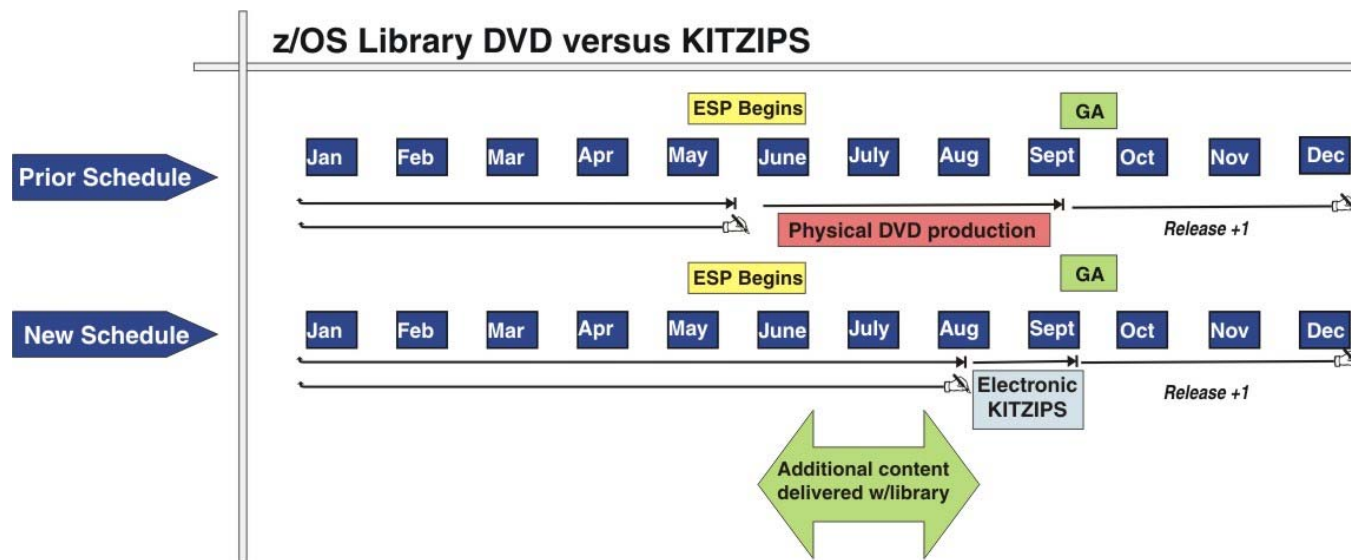 z/OS Library DVD versus KITZIPS
ESP Begins
GA
Prior Schedule
Jan Feb Mar Apr May June July Aug Sept Oct Nov Dec
Physical DVD production
Release +1
ESP Begins
GA
New Schedule
Jan Feb Mar Apr May June July Aug Sept Oct Nov Dec
Electronic
KITZIPS
Release +1
Additional content
delivered w/library